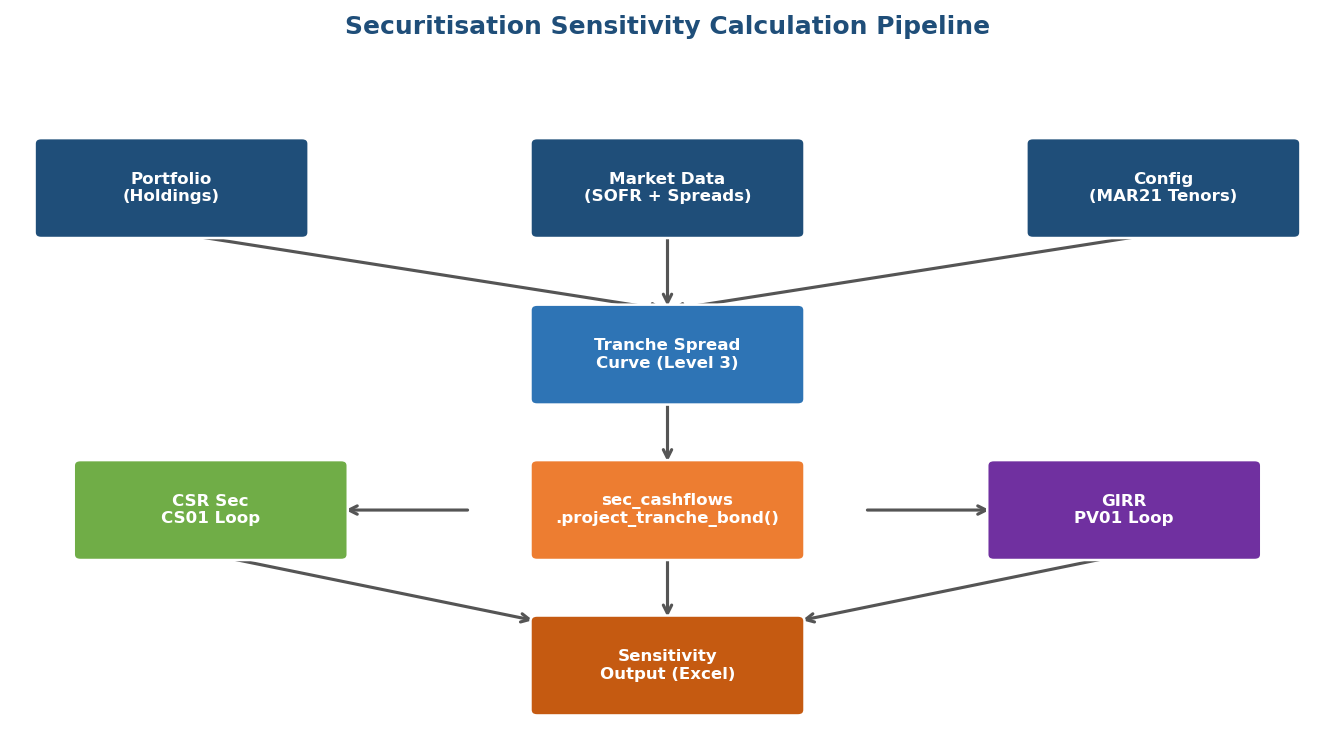 Securitisation Sensitivity Calculation Pipeline
Portfolio
(Holdings)
Market Data
(SOFR + Spreads)
Config
(MAR21 Tenors)
Tranche Spread
Curve (Level 3)
CSR Sec
CS01 Loop
sec_cashflows
.project_tranche_bond()
GIRR
PV01 Loop
Sensitivity
Output (Excel)